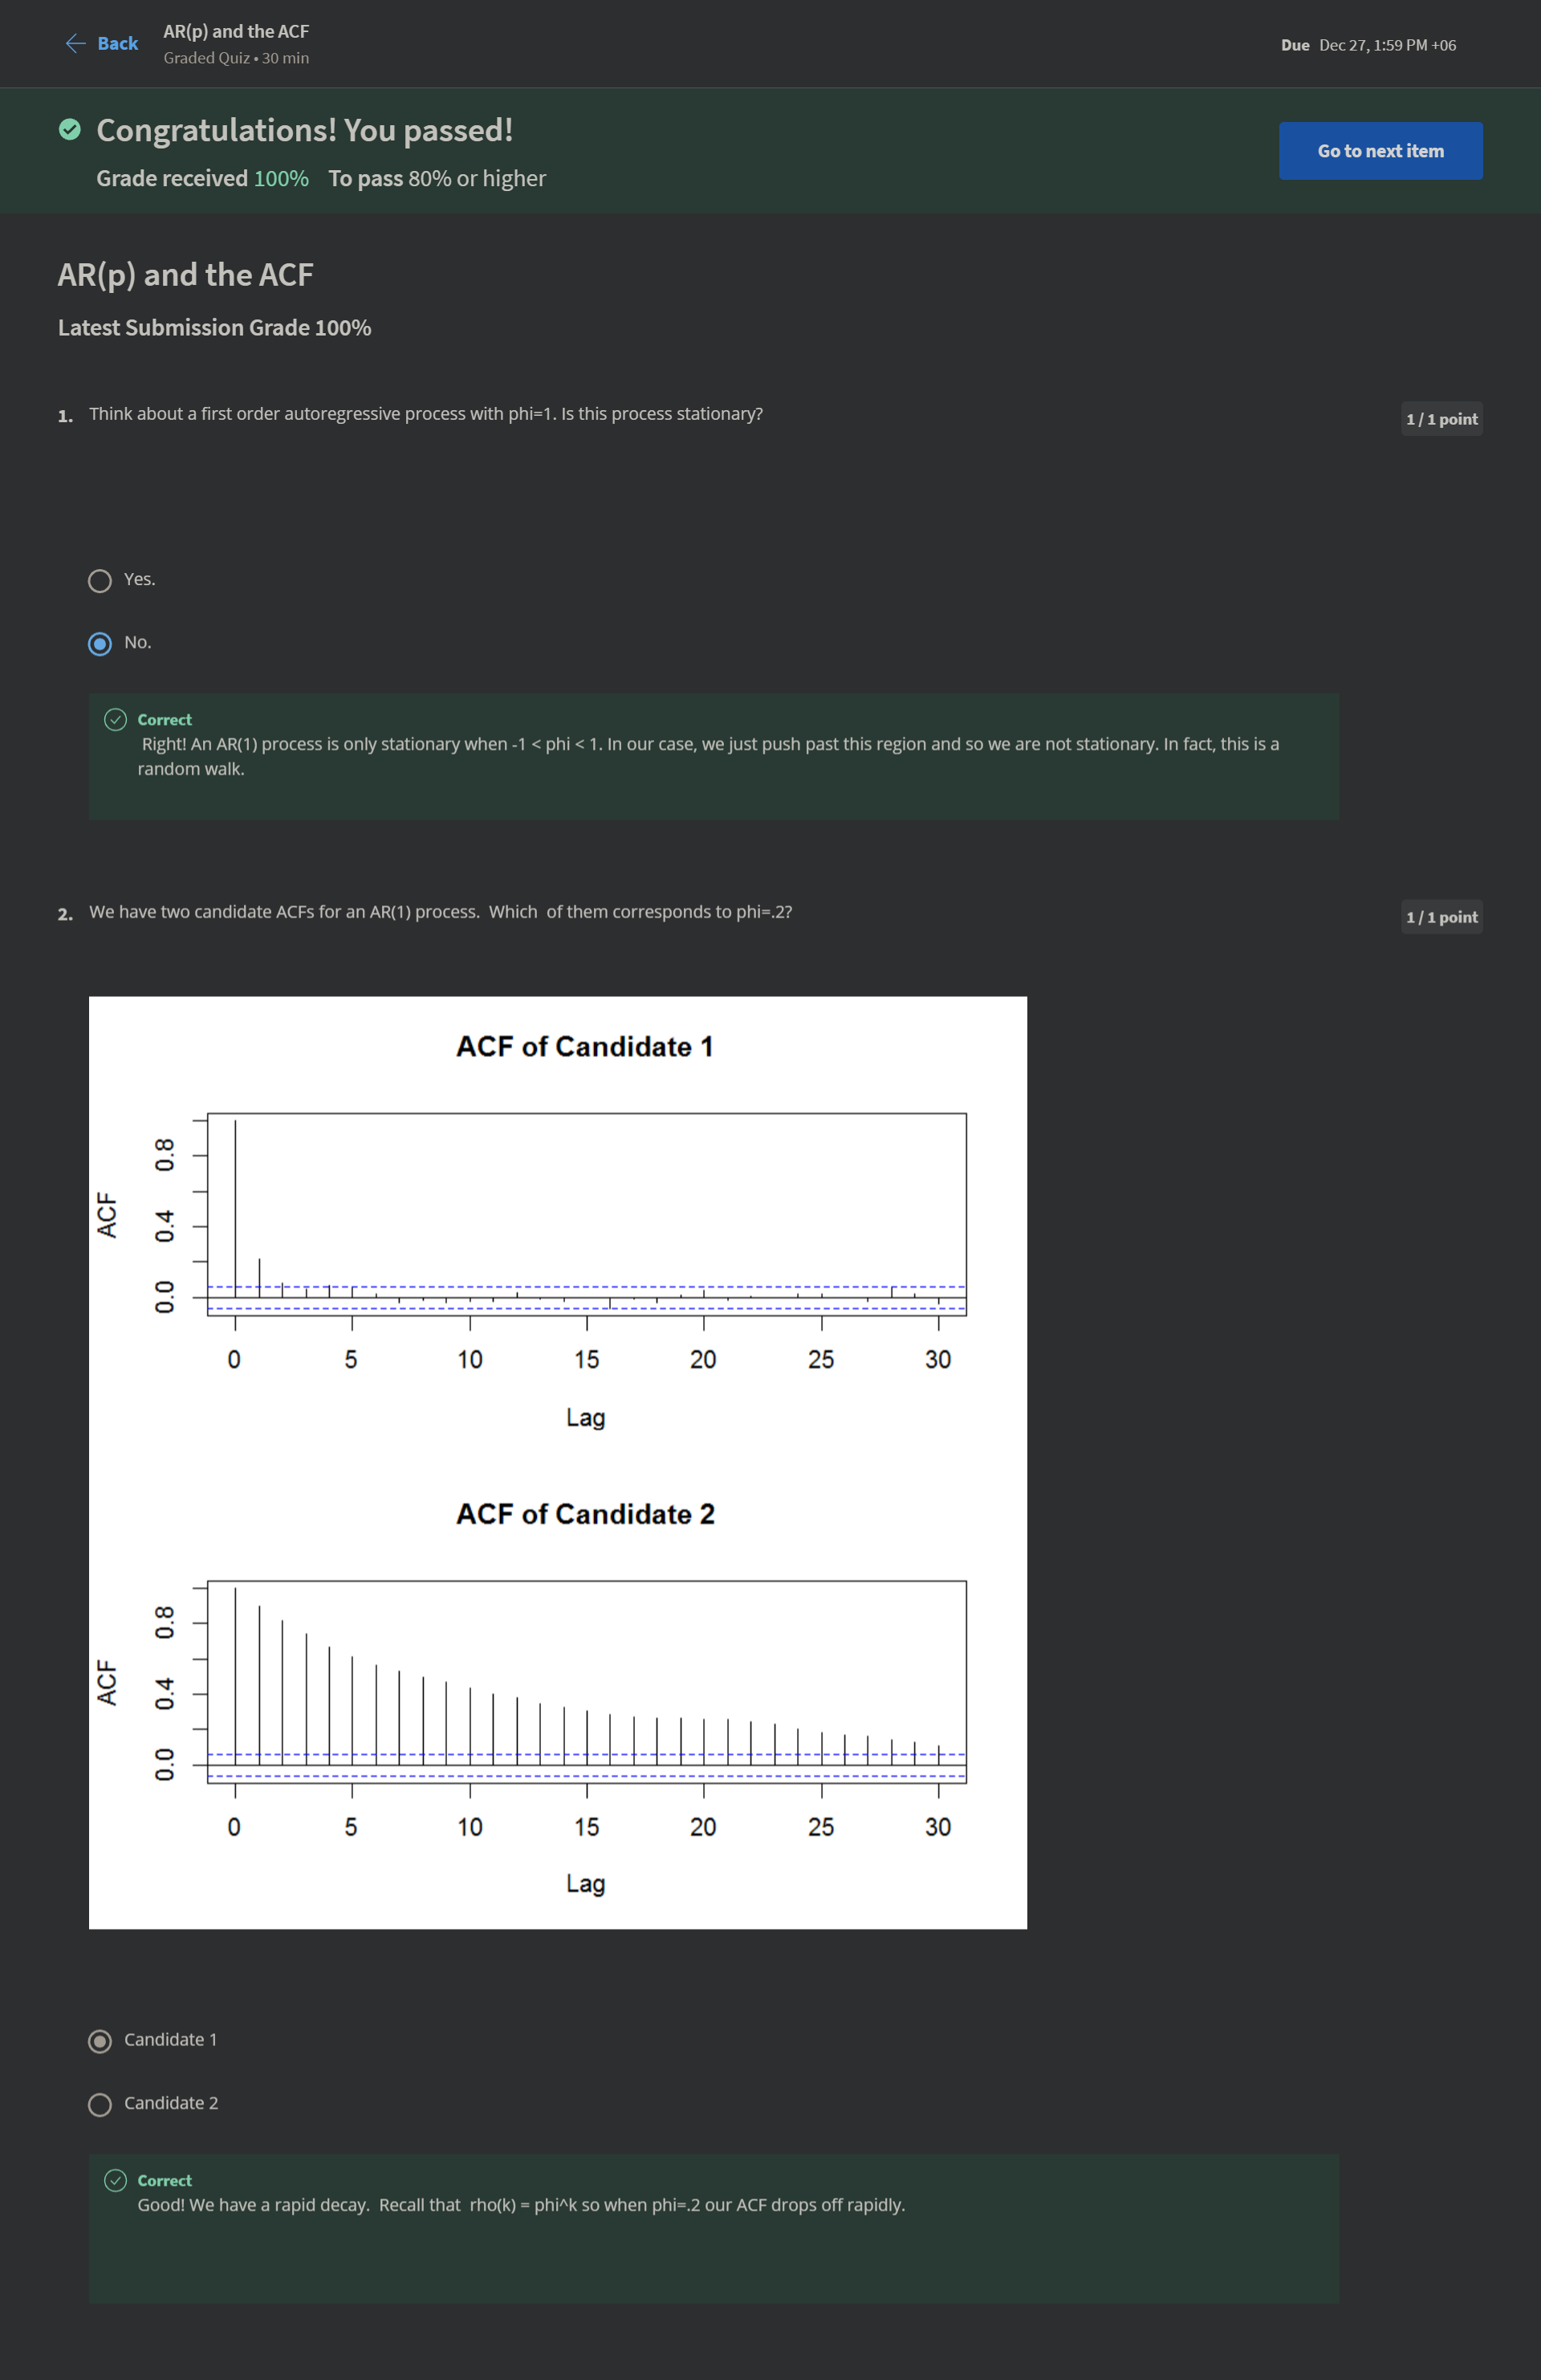 Back
AR(p) and the ACF
Graded Quiz • 30 min
Due Dec 27, 1:59 PM +06
Congratulations! You passed!
Grade received 100% To pass 80% or higher
Go to next item
AR(p) and the ACF
Latest Submission Grade 100%
1. Think about a first order autoregressive process with phi=1. Is this process stationary?
1 / 1 point
Yes.
No.
Correct
Right! An AR(1) process is only stationary when -1 < phi < 1. In our case, we just push past this region and so we are not stationary. In fact, this is a
random walk.
2. We have two candidate ACFs for an AR(1) process. Which of them corresponds to phi=.2?
1 / 1 point
ACF of Candidate 1
ACF
0.8
0.4
0.0
0 5 10 15 20 25 30
Lag
ACF of Candidate 2
ACF
0.8
0.4
0.0
0 5 10 15 20 25 30
Lag
Candidate 1
Candidate 2
Correct
Good! We have a rapid decay. Recall that rho(k) = phi^k so when phi=.2 our ACF drops off rapidly.